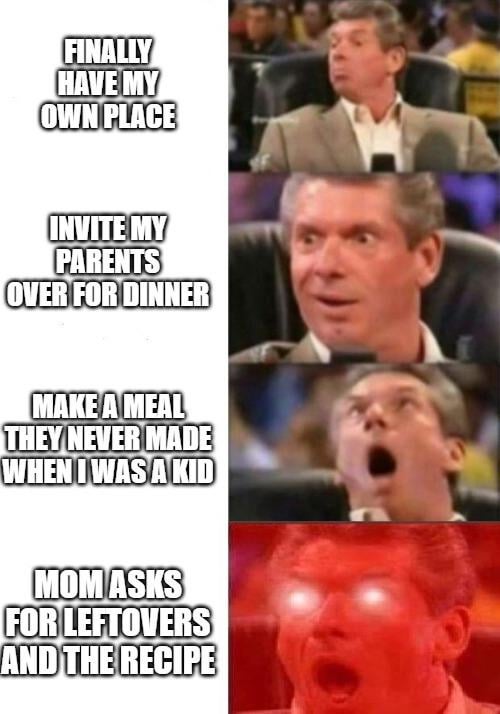 FINALLY
HAVE MY
OWN PLACE
INVITE MY
PARENTS
OVER FOR DINNER
MAKE A MEAL
THEY NEVER MADE
WHEN I WAS A KID
MOM ASKS
FOR LEFTOVERS
AND THE RECIPE